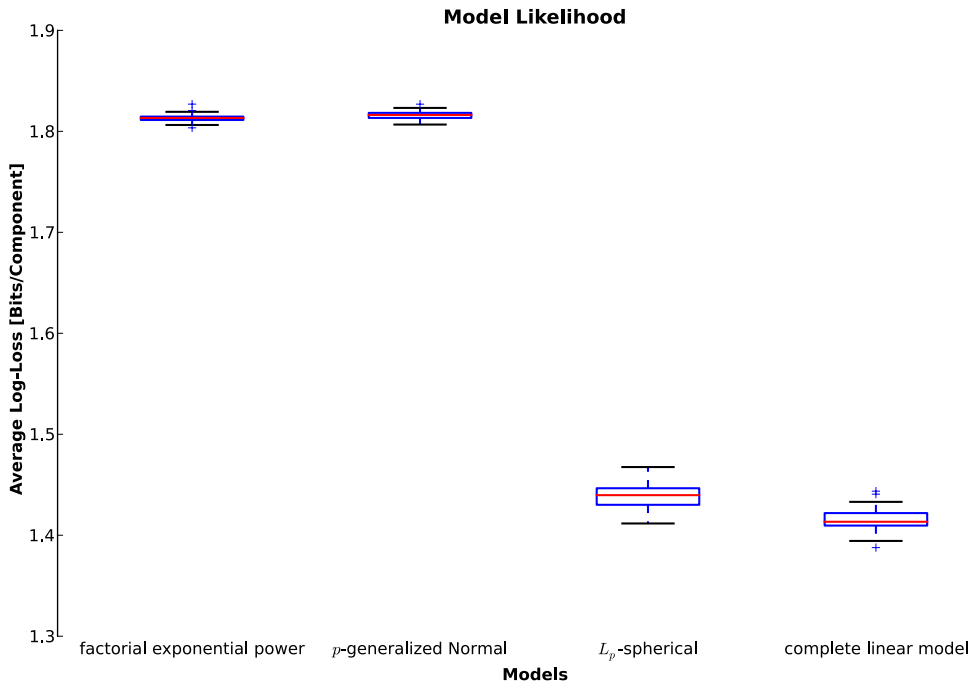 Model Likelihood
Average Log-Loss [Bits/Component]
1.9
1.8
1.7
1.6
1.5
1.4
1.3
factorial exponential power
p-generalized Normal
Lp-spherical
complete linear model
Models